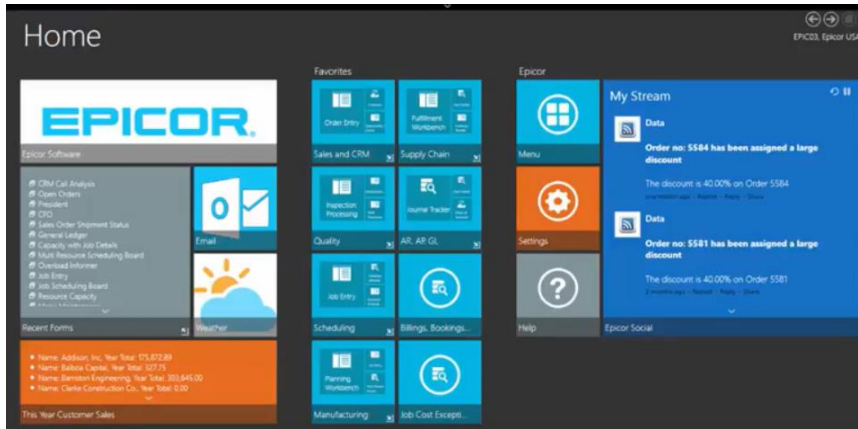 Home
EPIC03, Epicor USA
Favorites
Epicor
EPICOR.
Epicor Software
CRM Call Analysis
Open Orders
President
CFO
Sales Order Shipment Status
General Ledger
Capacity with Job Details
Multi Resource Scheduling Board
Overload Informer
Job Entry
Job Scheduling Board
Resource Capacity
Recent Forms
Email
Weather
Name: Addison, Inc, Year Total: 175,872.89
Name: Balboa Capital, Year Total: 327.75
Name: Bamston Engineering, Year Total: 303,645.00
Name: Clarke Construction Co., Year Total: 0.00
This Year Customer Sales
Order Entry
Sales and CRM
Fulfillment
Workbench
Supply Chain
Inspection
Processing
Quality
Journal Tracker
AR, AP, GL
Job Entry
Scheduling
Billings, Bookings...
Planning
Workbench
Manufacturing
Job Cost Excepti...
Menu
Settings
Help
My Stream
Data
Order no: 5584 has been assigned a large
discount
The discount is 40.00% on Order 5584
Data
Order no: 5581 has been assigned a large
discount
The discount is 40.00% on Order 5581
Epicor Social